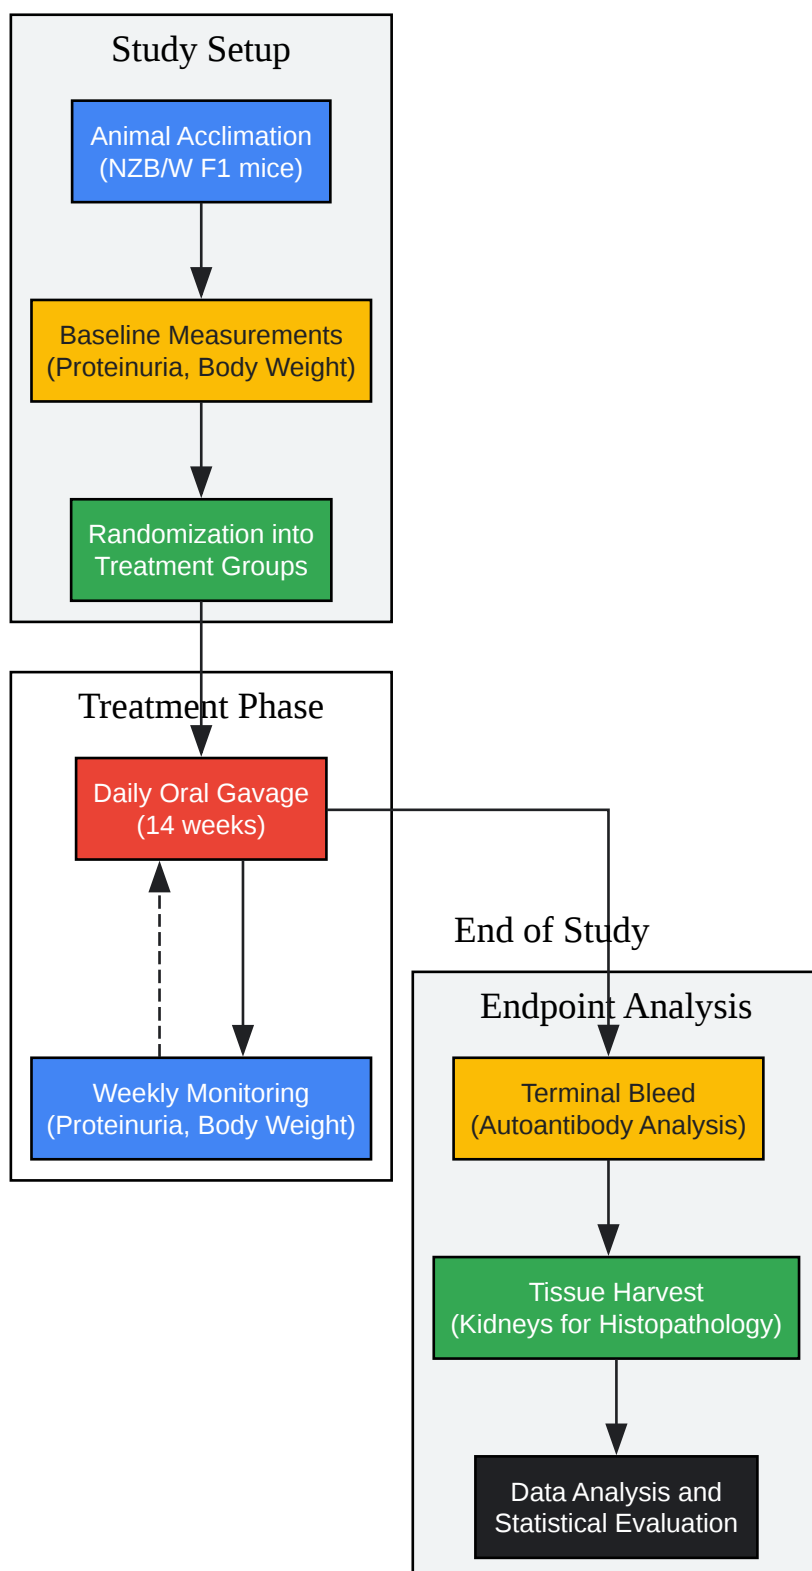 Study Setup
Animal Acclimation
(NZB/W F1 mice)
Baseline Measurements
(Proteinuria, Body Weight)
Randomization into
Treatment Groups
Treatment Phase
Daily Oral Gavage
(14 weeks)
Weekly Monitoring
(Proteinuria, Body Weight)
End of Study
Endpoint Analysis
Terminal Bleed
(Autoantibody Analysis)
Tissue Harvest
(Kidneys for Histopathology)
Data Analysis and
Statistical Evaluation